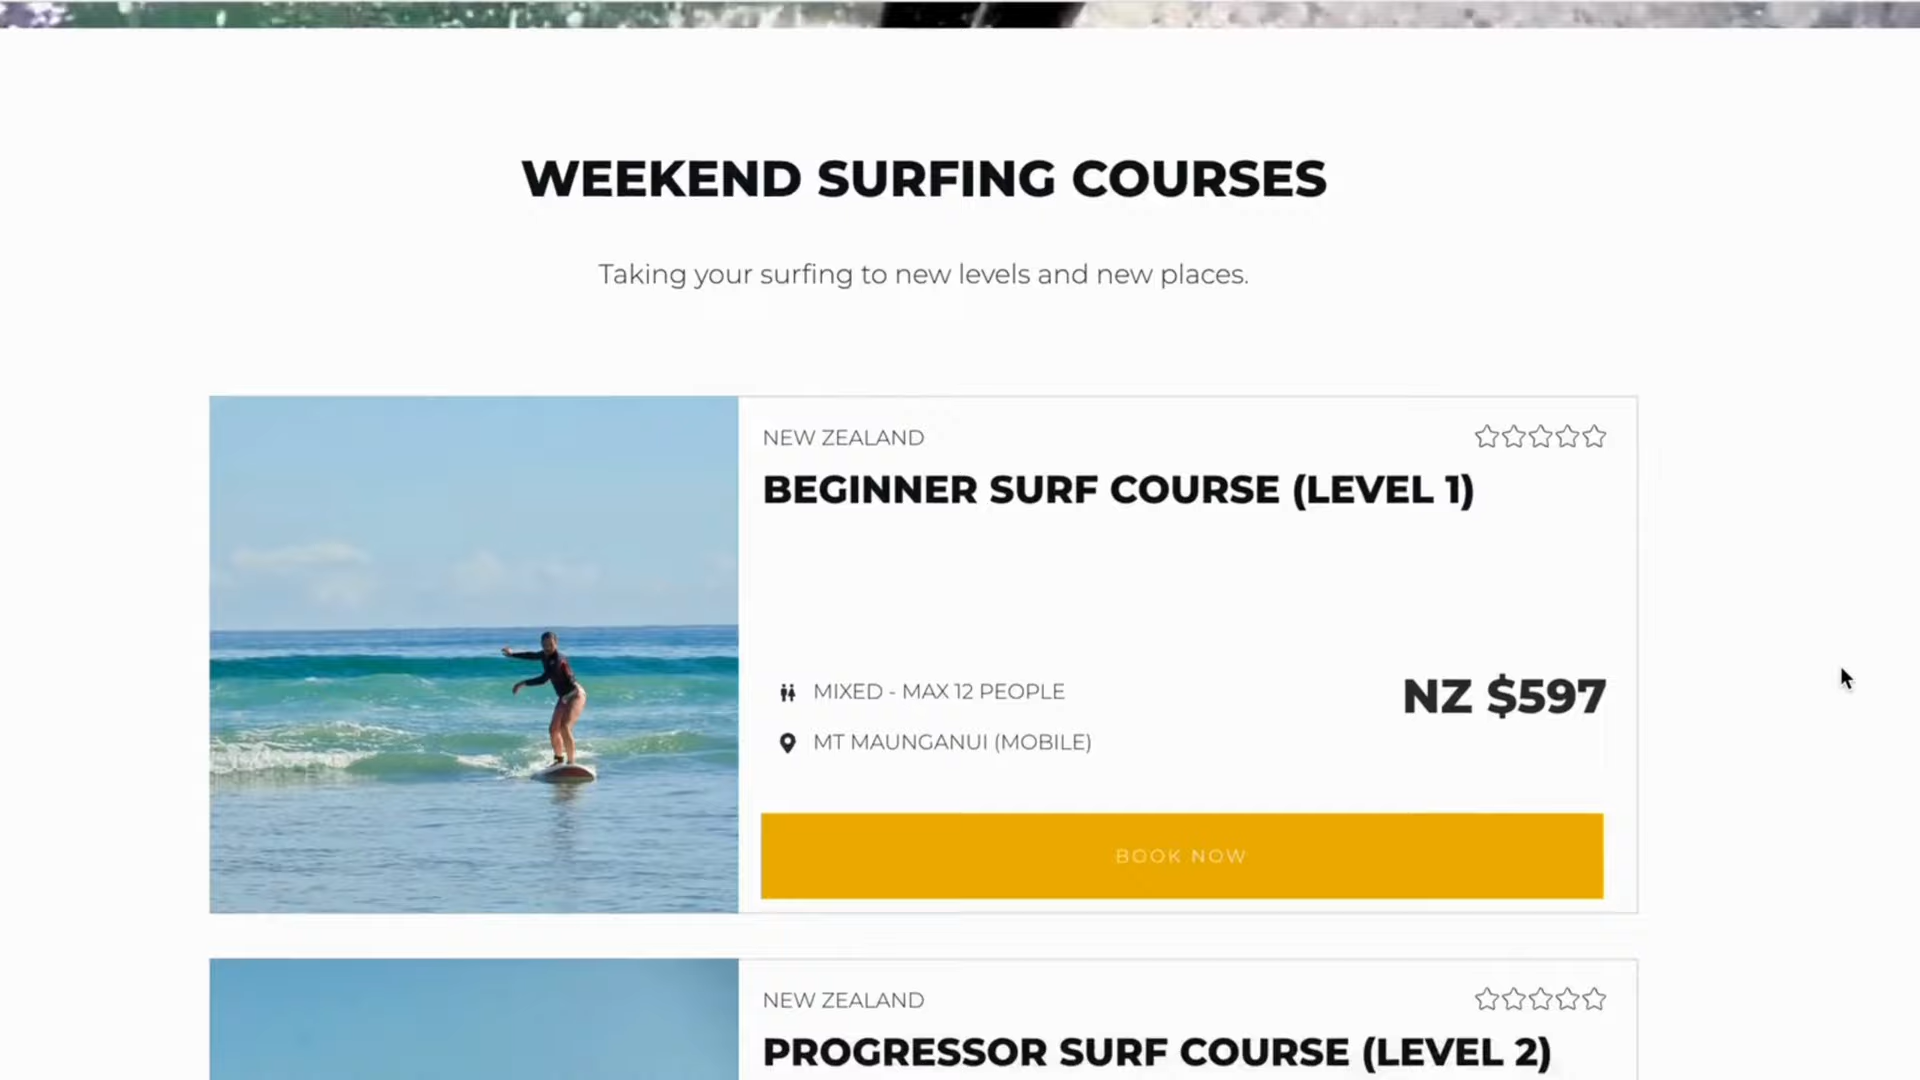 WEEKEND SURFING COURSES
Taking your surfing to new levels and new places.
NEW ZEALAND
BEGINNER SURF COURSE (LEVEL 1)
MIXED - MAX 12 PEOPLE
NZ $597
MT MAUNGANUI (MOBILE)
BOOK NOW
NEW ZEALAND
PROGRESSOR SURF COURSE (LEVEL 2)